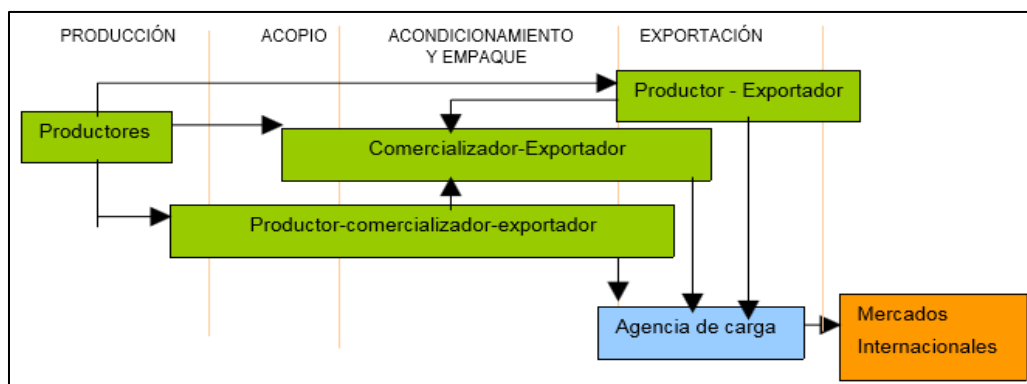 PRODUCCIÓN
ACOPIO
ACONDICIONAMIENTO
Y EMPAQUE
EXPORTACIÓN
Productor - Exportador
Productores
Comercializador-Exportador
Productor-comercializador-exportador
Agencia de carga
Mercados
Internacionales